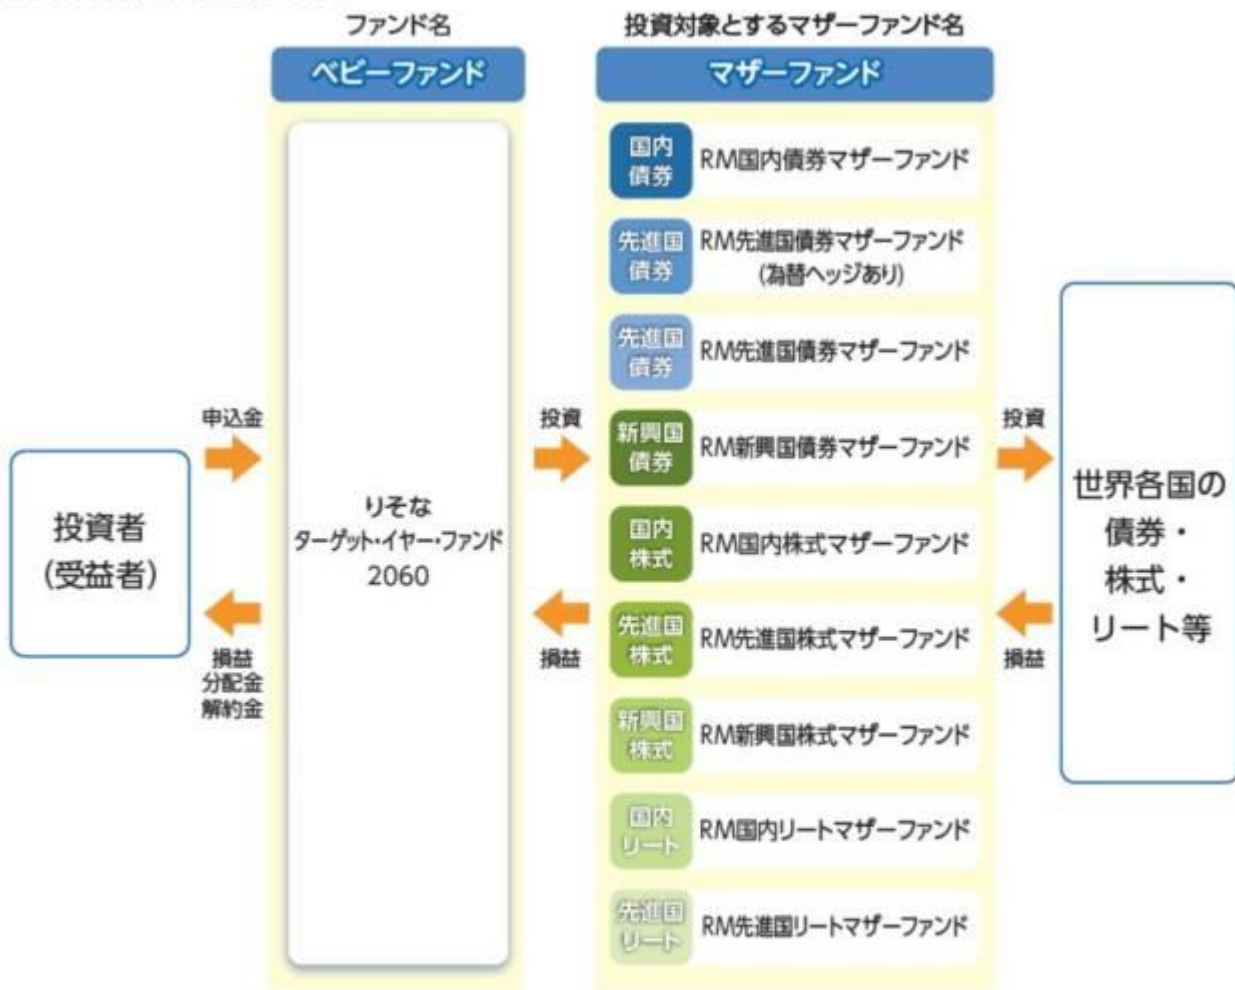 ファンド名
投資対象とするマザーファンド名
ベビーファンド
マザーファンド
国内
債券
RM国内債券マザーファンド
先進国
債券
RM先進国債券マザーファンド
(為替ヘッジあり)
先進国
債券
RM先進国債券マザーファンド
申込金
投資
新興国
債券
RM新興国債券マザーファンド
投資
投資者
(受益者)
りそな
ターゲット・イヤー・ファンド
2060
国内
株式
RM国内株式マザーファンド
世界各国の
債券・
株式・
リート等
損益
分配金
解約金
損益
先進国
株式
RM先進国株式マザーファンド
損益
新興国
株式
RM新興国株式マザーファンド
国内
リート
RM国内リートマザーファンド
先進国
リート
RM先進国リートマザーファンド